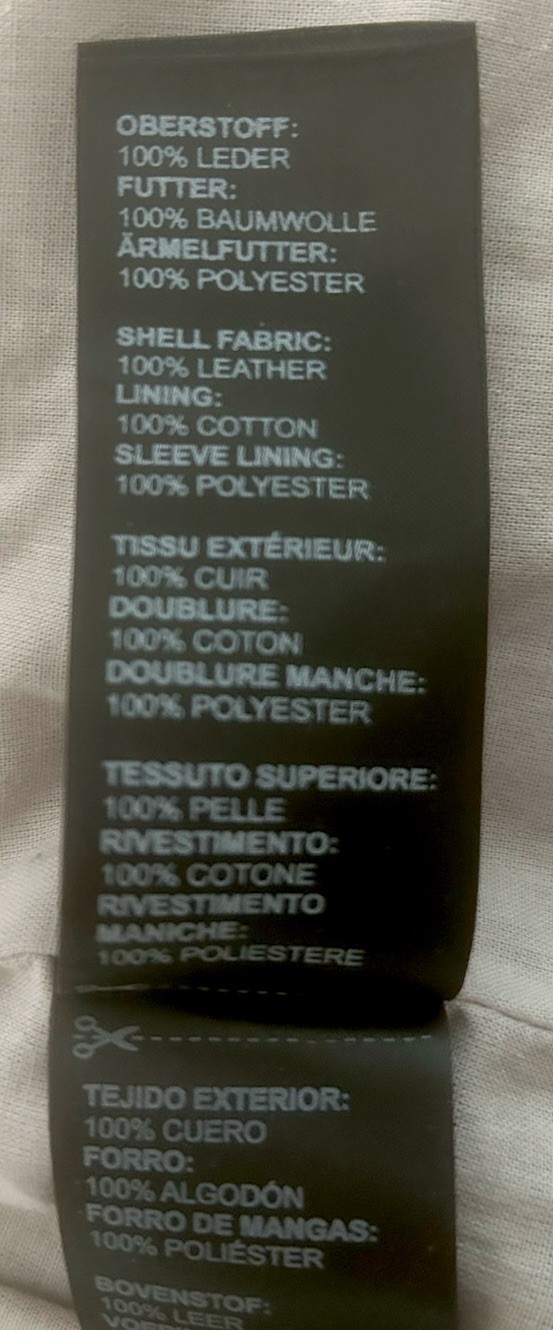 OBERSTOFF:
100% LEDER
FUTTER:
100% BAUMWOLLE
ÄRMELFUTTER:
100% POLYESTER
SHELL FABRIC:
100% LEATHER
LINING:
100% COTTON
SLEEVE LINING:
100% POLYESTER
TISSU EXTÉRIEUR:
100% CUIR
DOUBLURE:
100% COTON
DOUBLURE MANCHE:
100% POLYESTER
TESSUTO SUPERIORE:
100% PELLE
RIVESTIMENTO:
100% COTONE
RIVESTIMENTO
MANICHE:
100% POLIESTERE
TEJIDO EXTERIOR:
100% CUERO
FORRO:
100% ALGODÓN
FORRO DE MANGAS:
100% POLIÉSTER
BOVENSTOF:
100% LEER